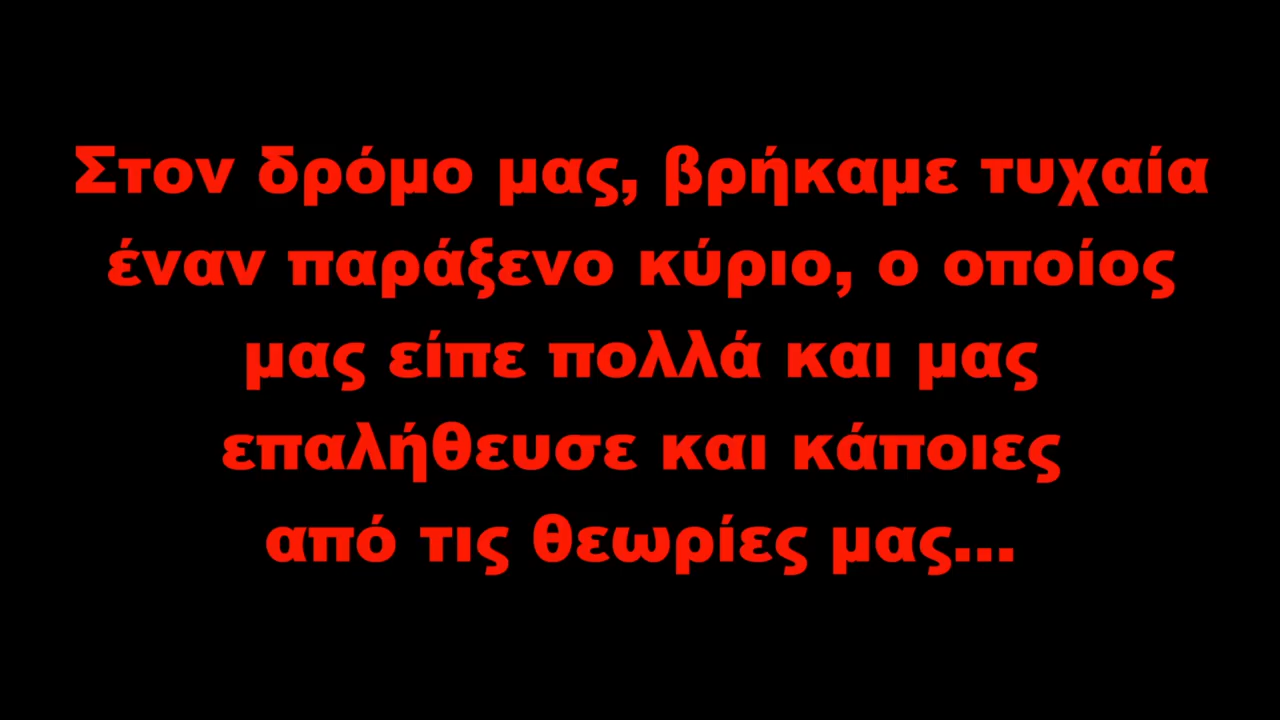 Στον δρόμο μας, βρήκαμε τυχαία
έναν παράξενο κύριο, ο οποίος
μας είπε πολλά και μας
επαλήθευσε και κάποιες
από τις θεωρίες μας...